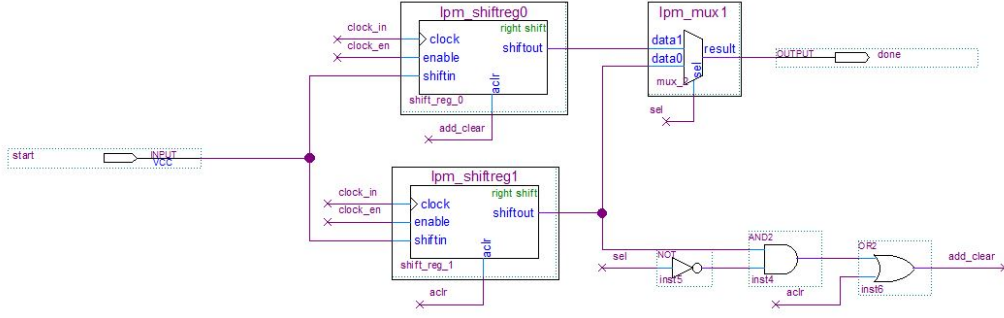 lpm_shiftreg0
right shift
clock_in
clock
clock_en
enable
shiftin
shiftout
aclr
shift_reg_0
add_clear
lpm_mux1
data1
data0
result
sel
mux_2
sel
OUTPUT
done
start
INPUT
VCC
lpm_shiftreg1
right shift
clock_in
clock
clock_en
enable
shiftin
shiftout
aclr
shift_reg_1
aclr
sel
NOT
inst5
AND2
inst4
OR2
inst6
aclr
add_clear